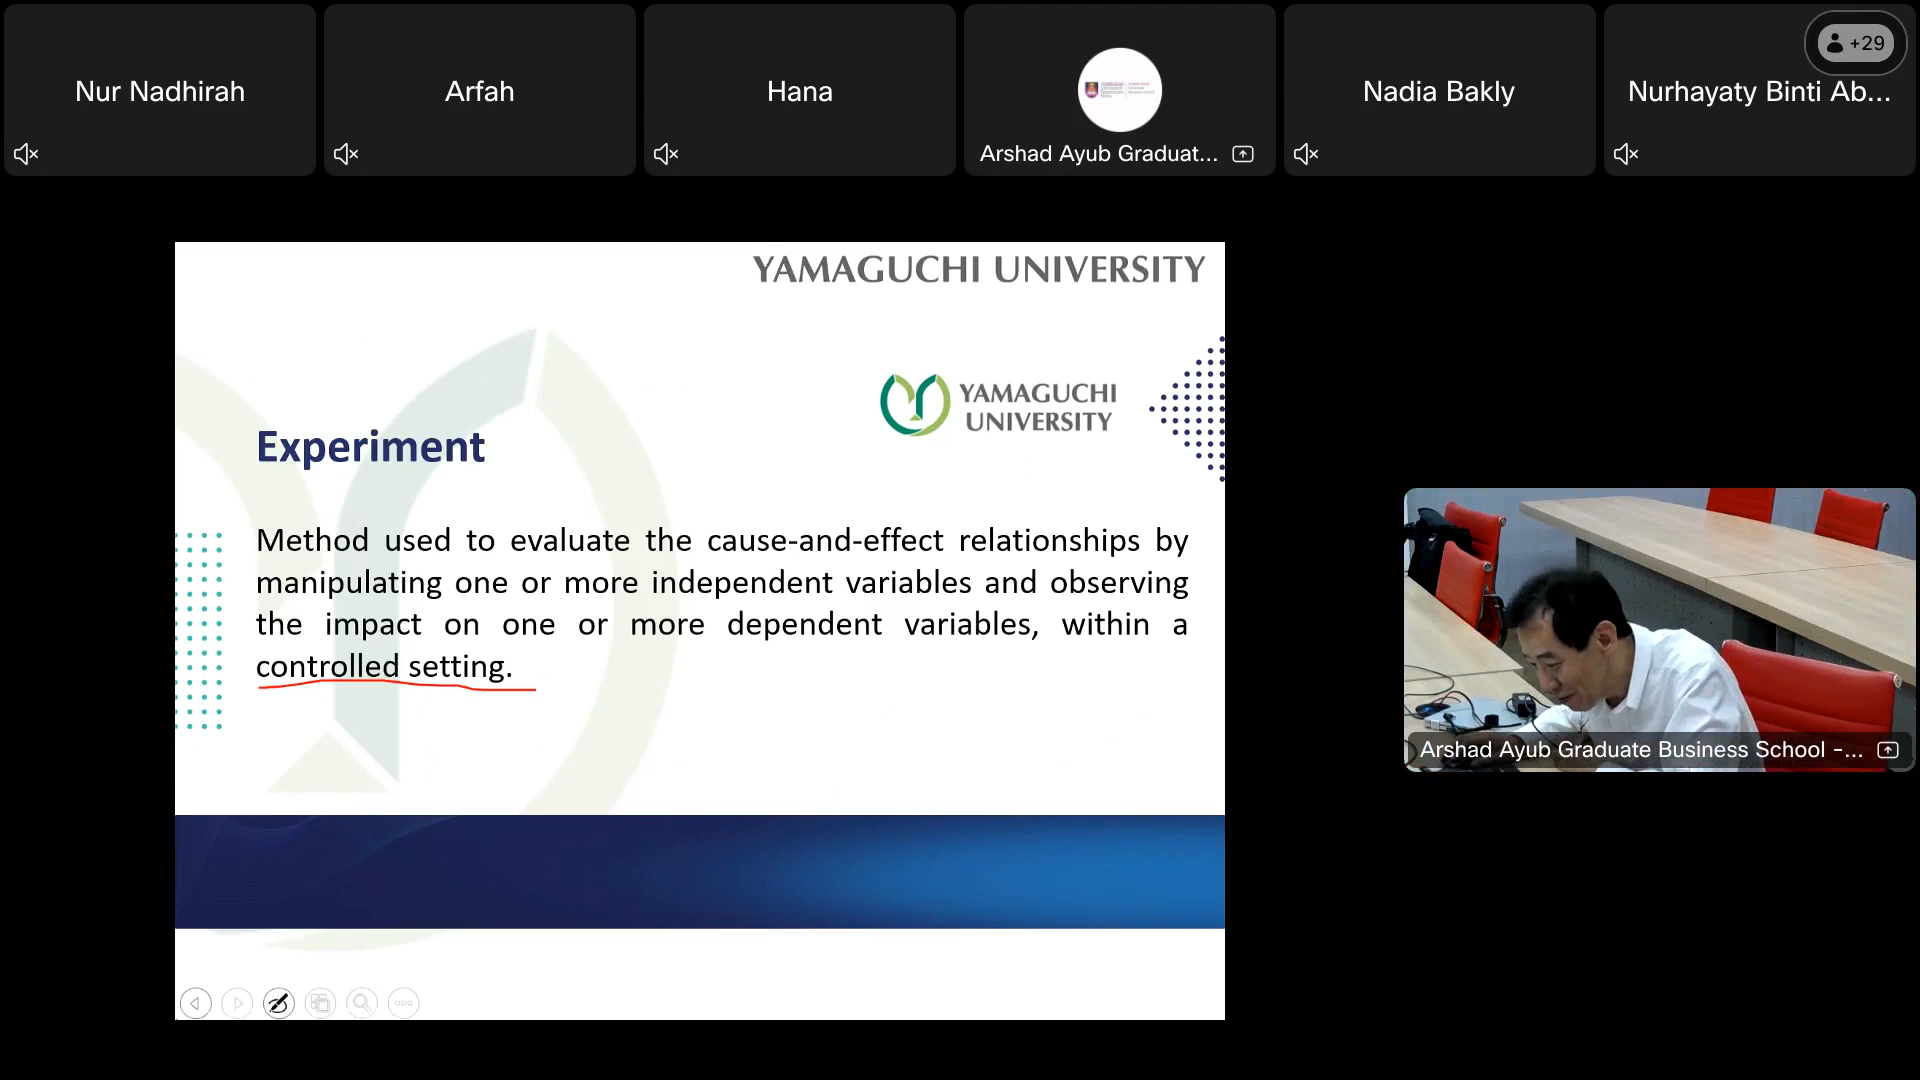 Nur Nadhirah
Arfah
Hana
Arshad Ayub Graduat...
Nadia Bakly
Nurhayaty Binti Ab...
+29
YAMAGUCHI UNIVERSITY
YAMAGUCHI
UNIVERSITY
Experiment
Method used to evaluate the cause-and-effect relationships by
manipulating one or more independent variables and observing
the impact on one or more dependent variables, within a
controlled setting.
Arshad Ayub Graduate Business School -...